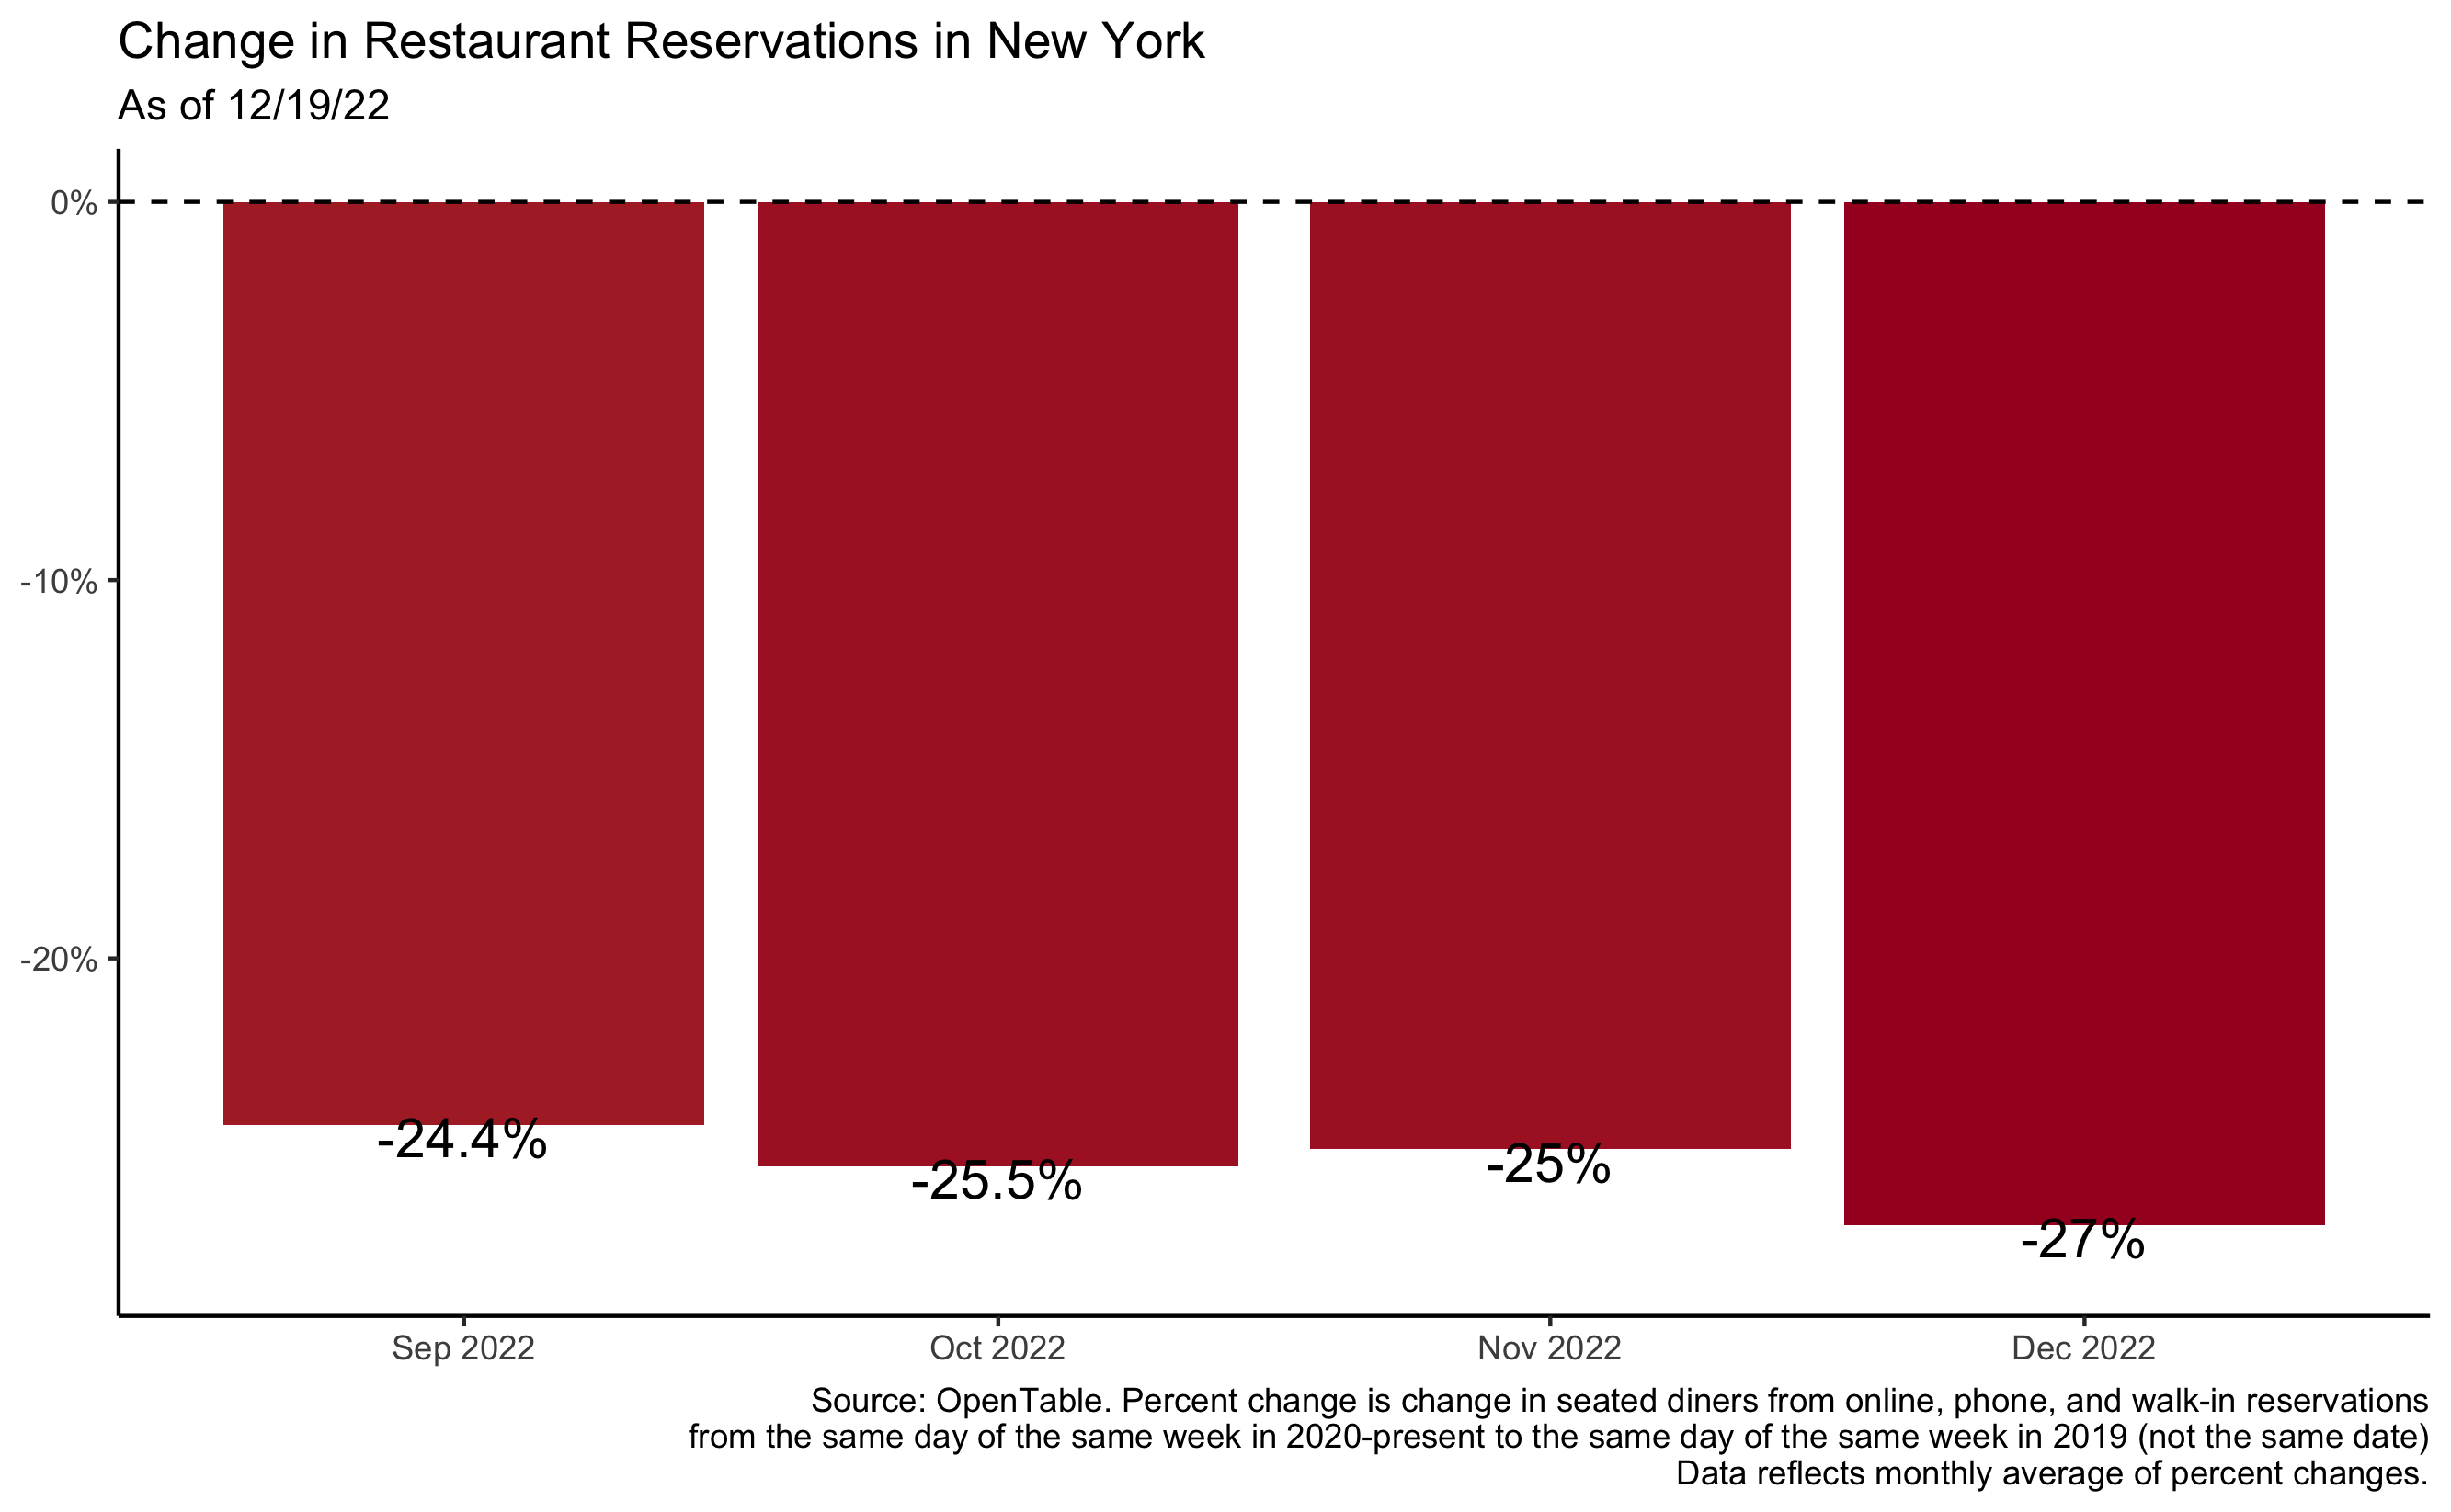 Change in Restaurant Reservations in New York
As of 12/19/22
0%
-10%
-20%
-24.4%
-25.5%
-25%
-27%
Sep 2022
Oct 2022
Nov 2022
Dec 2022
Source: OpenTable. Percent change is change in seated diners from online, phone, and walk-in reservations
from the same day of the same week in 2020-present to the same day of the same week in 2019 (not the same date)
Data reflects monthly average of percent changes.